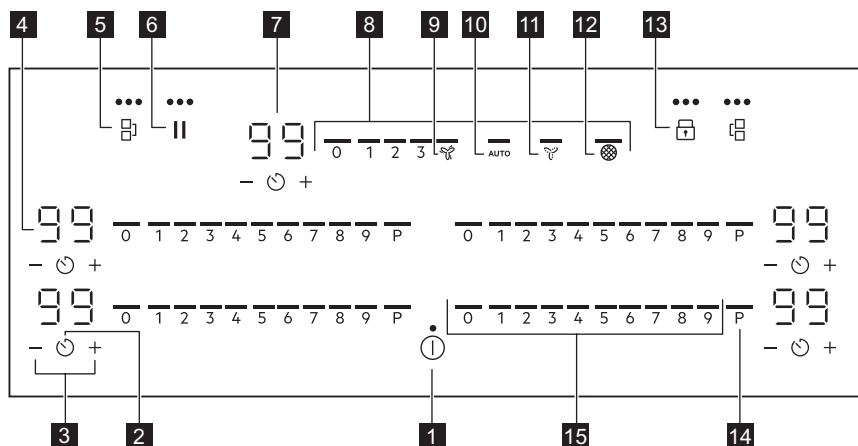 4 5 6 7 8 9 10 11 12 13
99 0 1 2 3 AUTO
− +
99 0 1 2 3 4 5 6 7 8 9 P 0 1 2 3 4 5 6 7 8 9 P 99
− + − +
99 0 1 2 3 4 5 6 7 8 9 P 0 1 2 3 4 5 6 7 8 9 P 99
− + − +
3 2 1 15 14